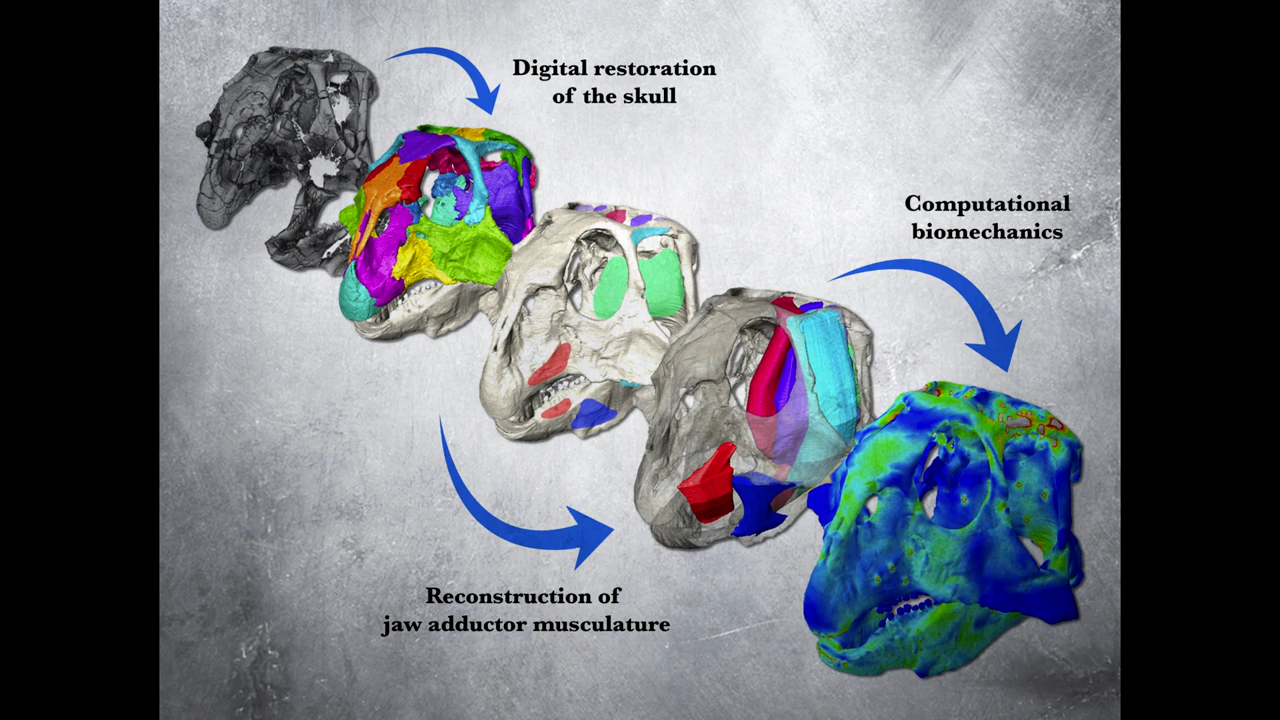 Digital restoration
of the skull
Computational
biomechanics
Reconstruction of
jaw adductor musculature